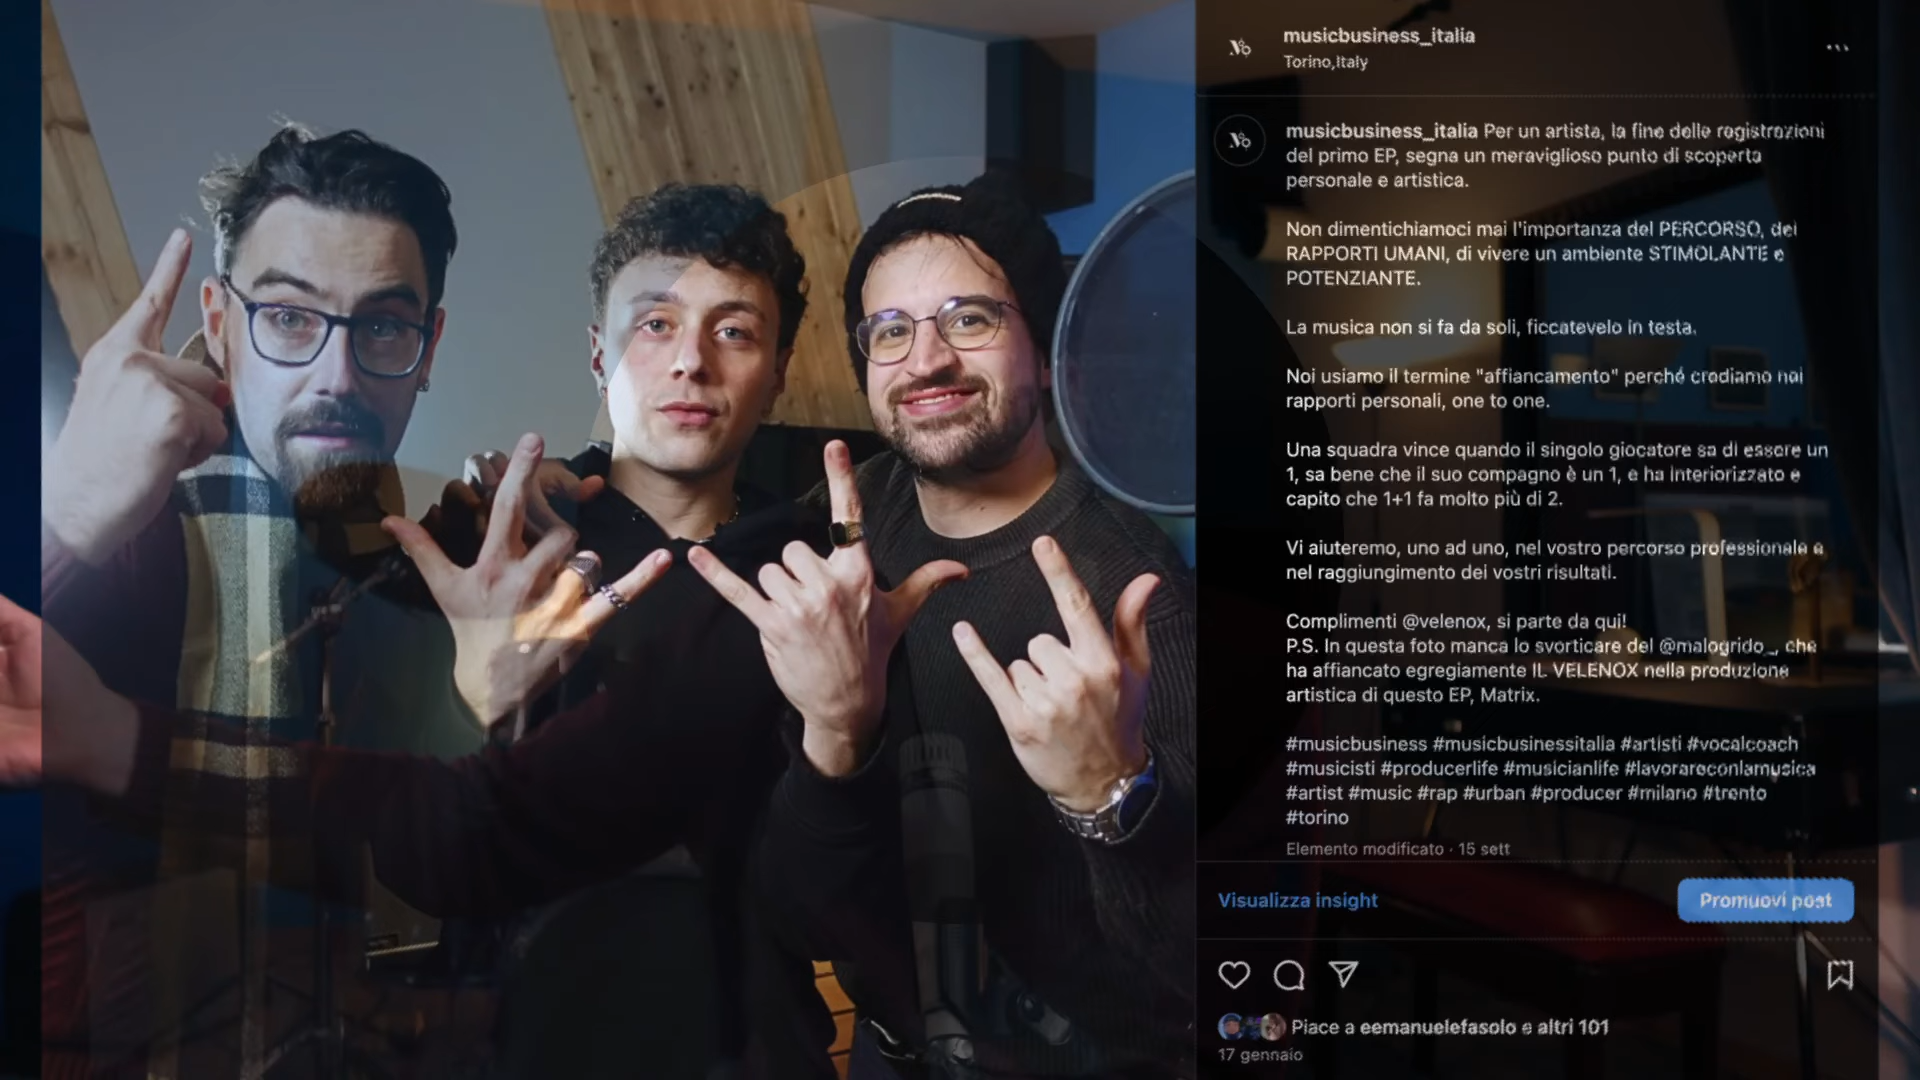 musicbusiness_italia
Torino,Italy
musicbusiness_italia Per un artista, la fine delle registrazioni
del primo EP, segna un meraviglioso punto di scoperta
personale e artistica.
Non dimentichiamoci mai l'importanza del PERCORSO, dei
RAPPORTI UMANI, di vivere un ambiente STIMOLANTE e
POTENZIANTE.
La musica non si fa da soli, ficcatevelo in testa.
Noi usiamo il termine "affiancamento" perché crediamo nei
rapporti personali, one to one.
Una squadra vince quando il singolo giocatore sa di essere un
1, sa bene che il suo compagno è un 1, e ha interiorizzato e
capito che 1+1 fa molto più di 2.
Vi aiuteremo, uno ad uno, nel vostro percorso professionale e
nel raggiungimento dei vostri risultati.
Complimenti @velenox, si parte da qui!
P.S. In questa foto manca lo svorticare del @malogrido_, che
ha affiancato egregiamente IL VELENOX nella produzione
artistica di questo EP, Matrix.
#musicbusiness #musicbusinessitalia #artisti #vocalcoach
#musicisti #producerlife #musicianlife #lavorareconlamusica
#artist #music #rap #urban #producer #milano #trento
#torino
Elemento modificato · 15 sett
Visualizza insight
Promuovi post
Piace a eemanuelefasolo e altri 101
17 gennaio